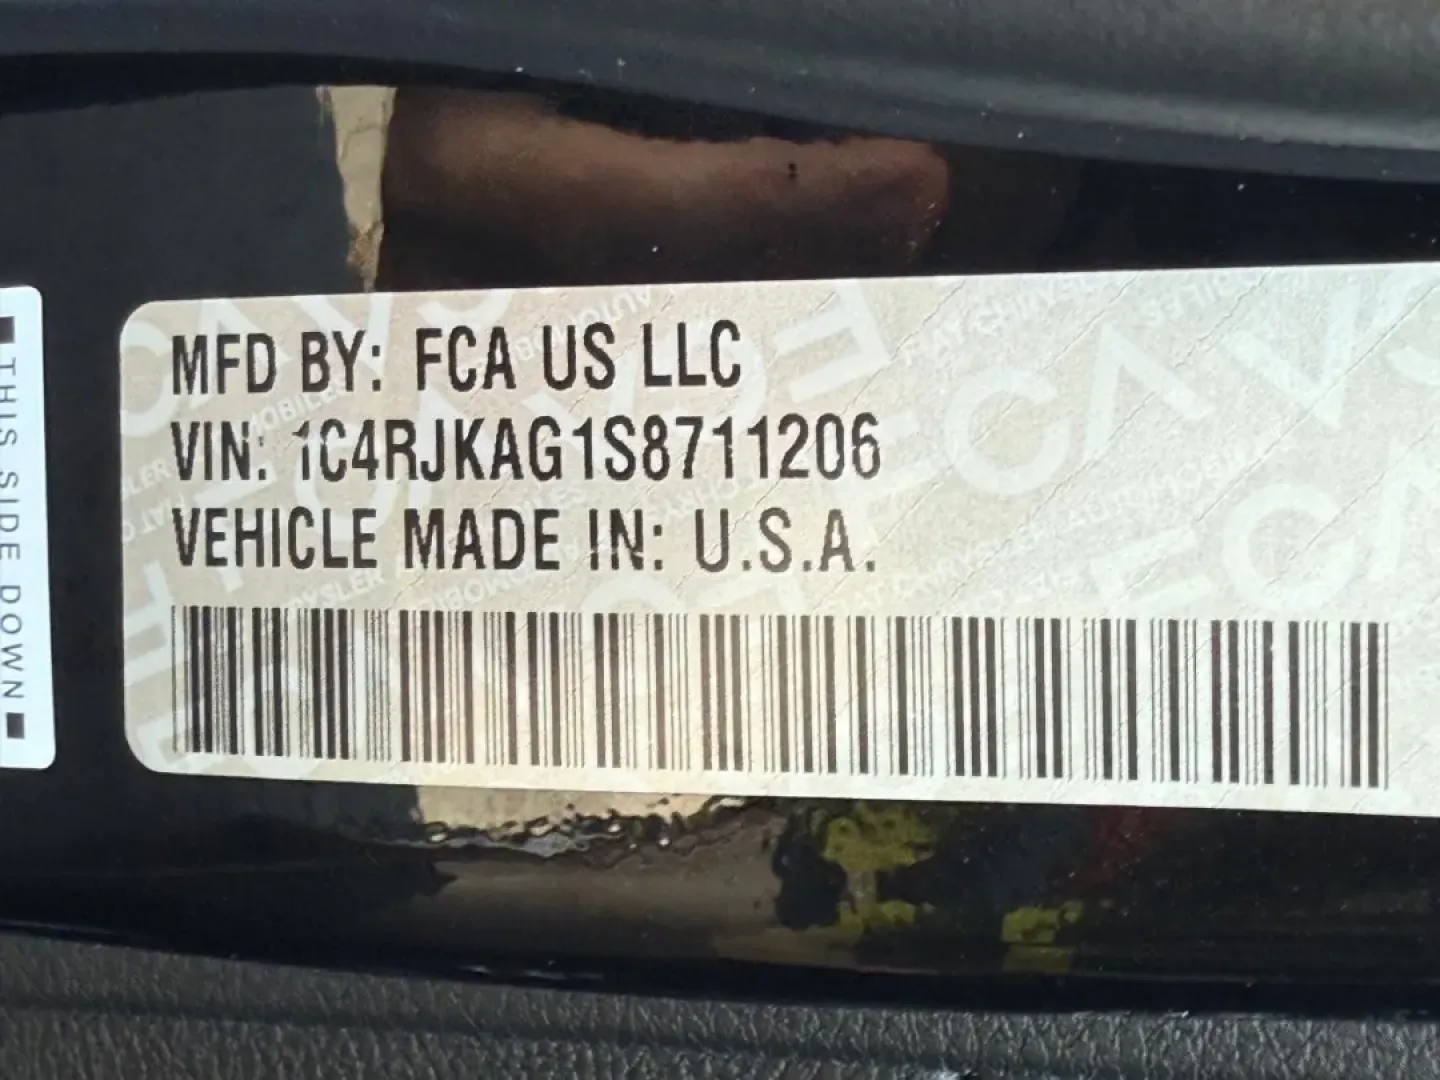 MFD BY: FCA US LLC
VIN: 1C4RJKAG1S8711206
VEHICLE MADE IN: U.S.A.
THIS SIDE DOWN